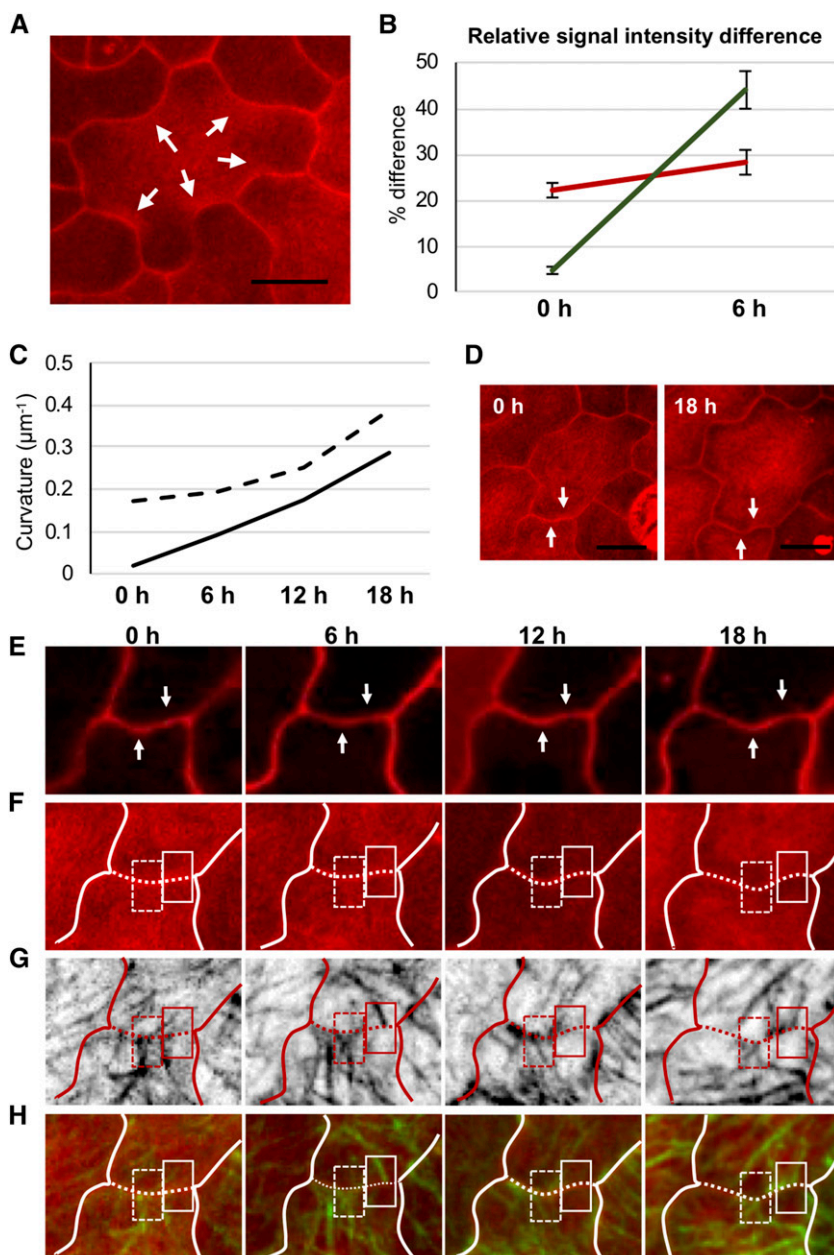 A
B
Relative signal intensity difference
50
40
30
20
10
0
% difference
0 h
6 h
C
0.5
0.4
0.3
0.2
0.1
0
Curvature (µm⁻¹)
0 h
6 h
12 h
18 h
D
0 h
18 h
0 h
6 h
12 h
18 h
E
F
G
H